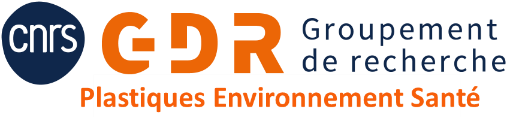 cnrs GDR Groupement
de recherche
Plastiques Environnement Santé